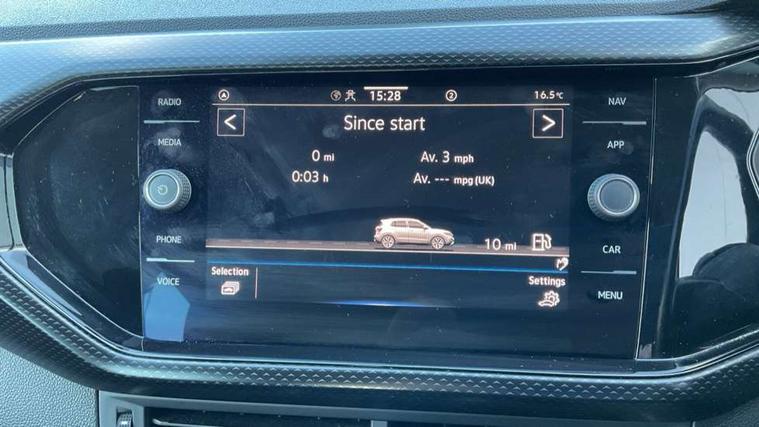 RADIO
MEDIA
PHONE
VOICE
A 15:28 2 16.5°C
< Since start >
0 mi Av. 3 mph
0:03 h Av. --- mpg (UK)
10 mi
Selection Settings
NAV
APP
CAR
MENU